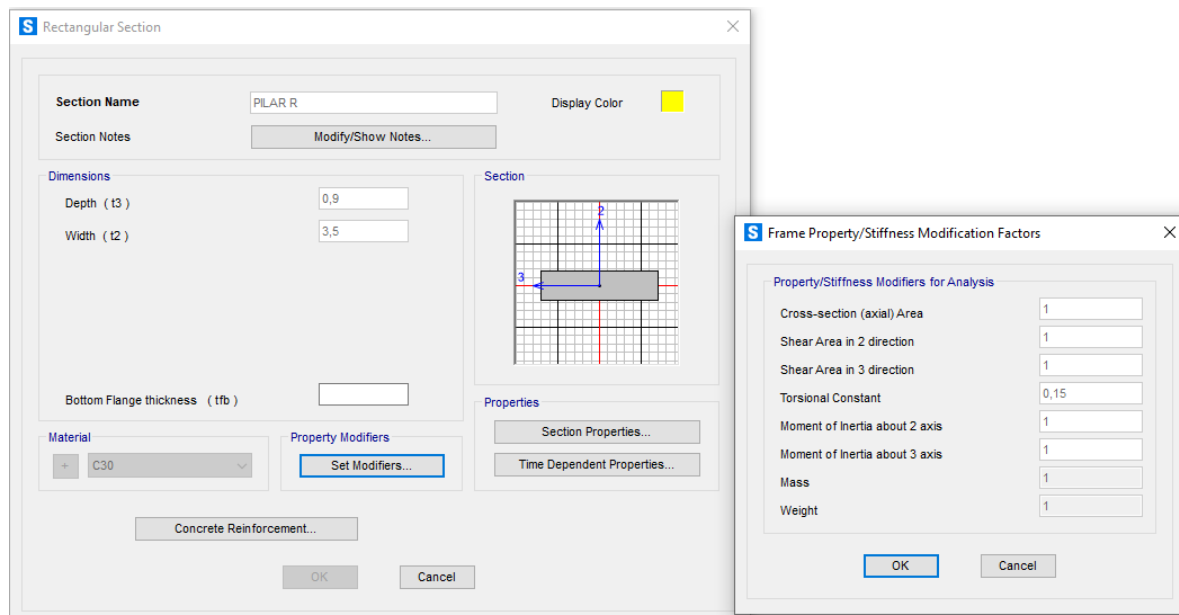 S Rectangular Section
Section Name PILAR R Display Color
Section Notes Modify/Show Notes...
Dimensions
Depth ( t3 ) 0,9
Width ( t2 ) 3,5
Bottom Flange thickness ( tfb )
Section
2
3
Properties
Section Properties...
Time Dependent Properties...
Material
+ C30
Property Modifiers
Set Modifiers...
Concrete Reinforcement...
OK Cancel
S Frame Property/Stiffness Modification Factors
Property/Stiffness Modifiers for Analysis
Cross-section (axial) Area 1
Shear Area in 2 direction 1
Shear Area in 3 direction 1
Torsional Constant 0,15
Moment of Inertia about 2 axis 1
Moment of Inertia about 3 axis 1
Mass 1
Weight 1
OK Cancel